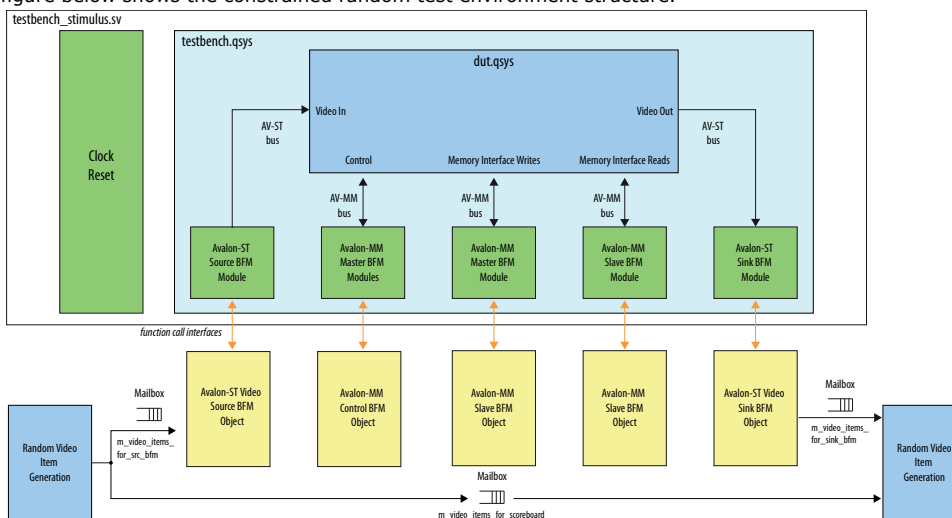 figure below shows the constrained random test environment structure.
testbench_stimulus.sv
testbench.qsys
dut.qsys
Video In
Video Out
AV-ST
bus
AV-ST
bus
Clock
Reset
Control
Memory Interface Writes
Memory Interface Reads
AV-MM
bus
AV-MM
bus
AV-MM
bus
Avalon-ST
Source BFM
Module
Avalon-MM
Master BFM
Modules
Avalon-MM
Master BFM
Module
Avalon-MM
Slave BFM
Module
Avalon-ST
Sink BFM
Module
function call interfaces
Mailbox
m_video_items_
for_src_bfm
Avalon-ST Video
Source BFM
Object
Avalon-MM
Control BFM
Object
Avalon-MM
Slave BFM
Object
Avalon-MM
Slave BFM
Object
Avalon-ST Video
Sink BFM
Object
Mailbox
m_video_items_
for_sink_bfm
Random Video
Item
Generation
Random Video
Item
Generation
Mailbox
m_video_items_for_scoreboard